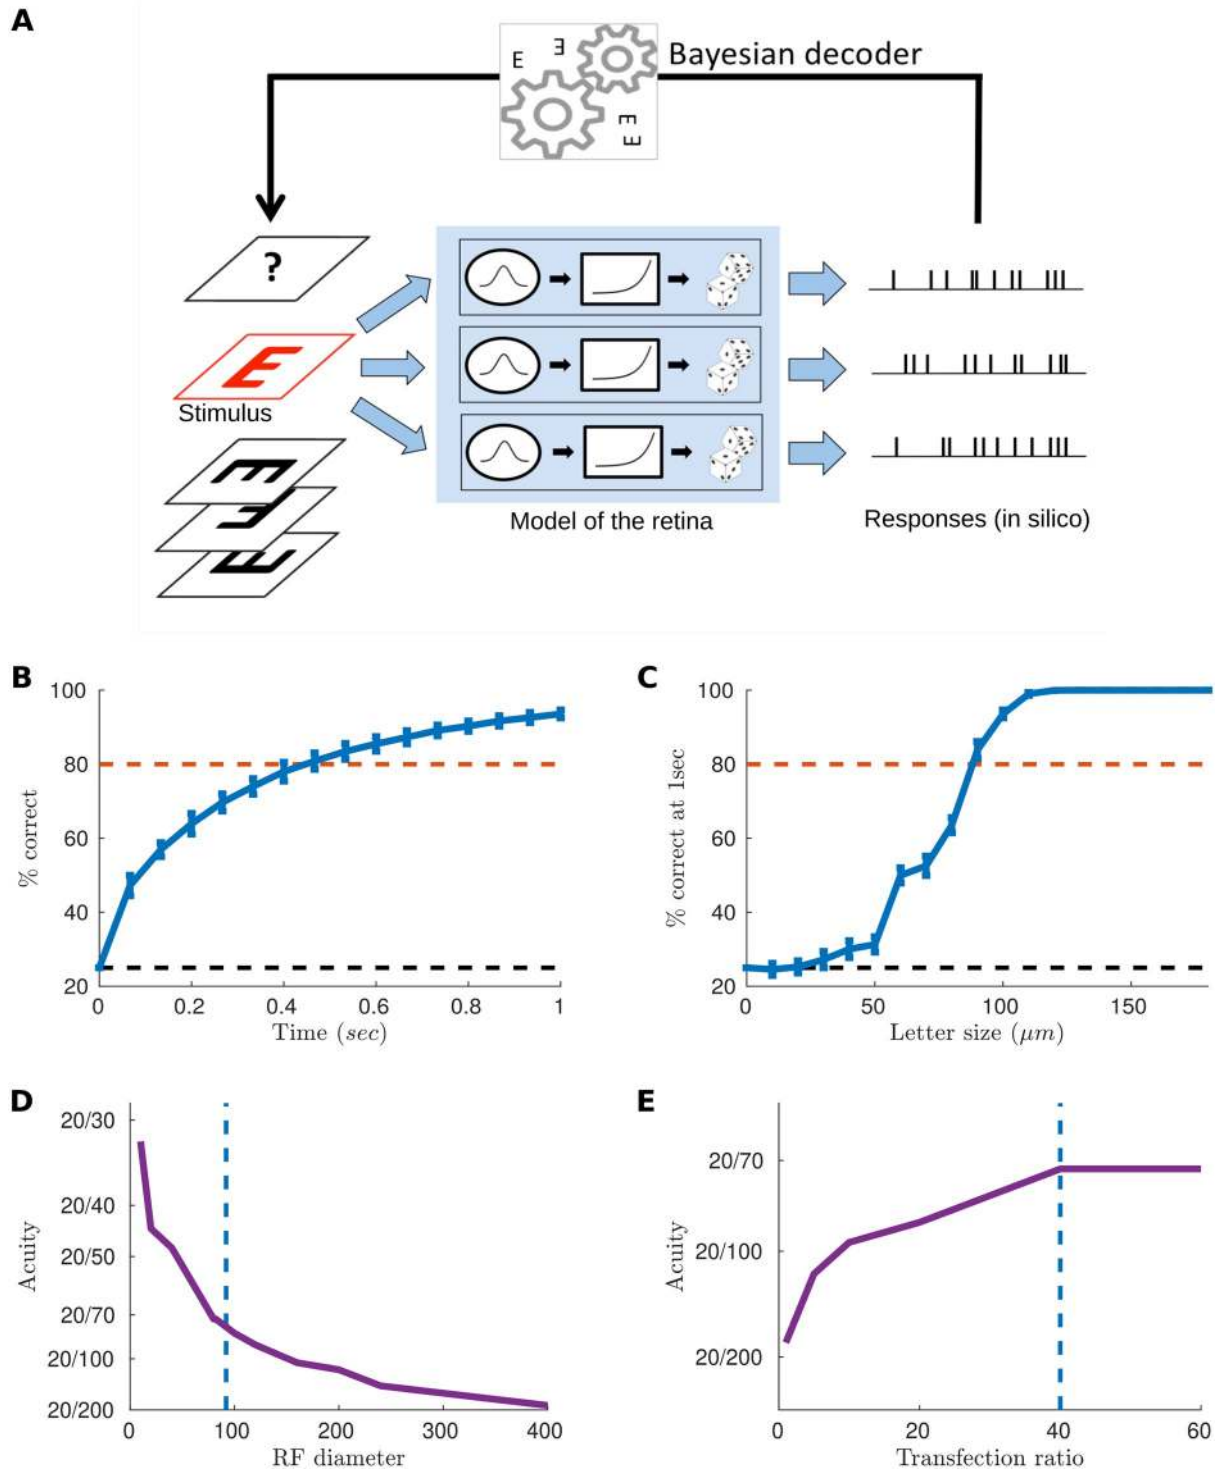 A
E
E
Bayesian decoder
E
E
?
E
Stimulus
E
E
E
Model of the retina
Responses (in silico)
B
100
80
60
40
20
% correct
0 0.2 0.4 0.6 0.8 1
Time (sec)
C
100
80
60
40
20
% correct at 1sec
0 50 100 150
Letter size (μm)
D
20/30
20/40
20/50
20/70
20/100
20/200
Acuity
0 100 200 300 400
RF diameter
E
20/70
20/100
20/200
Acuity
0 20 40 60
Transfection ratio